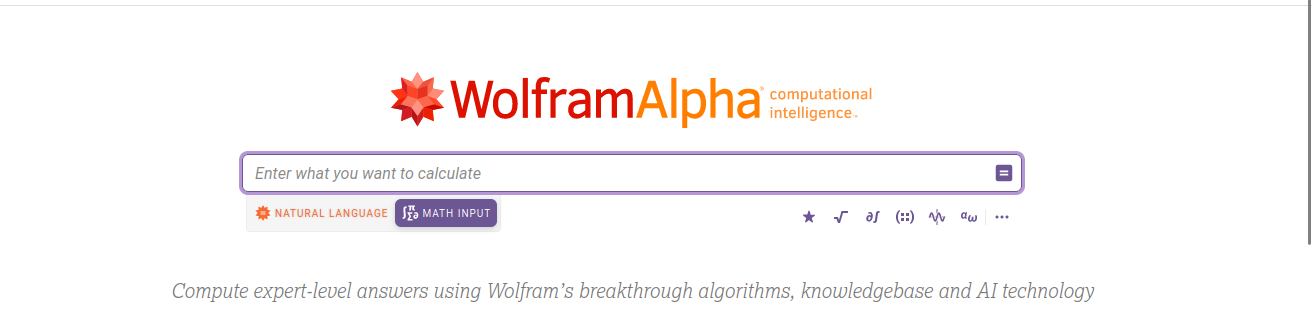 WolframAlpha computational intelligence
Enter what you want to calculate
NATURAL LANGUAGE MATH INPUT
Compute expert-level answers using Wolfram's breakthrough algorithms, knowledgebase and AI technology